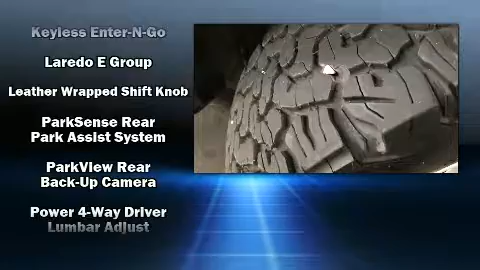 Keyless Enter-N-Go
Laredo E Group
Leather Wrapped Shift Knob
ParkSense Rear
Park Assist System
ParkView Rear
Back-Up Camera
Power 4-Way Driver
Lumbar Adjust